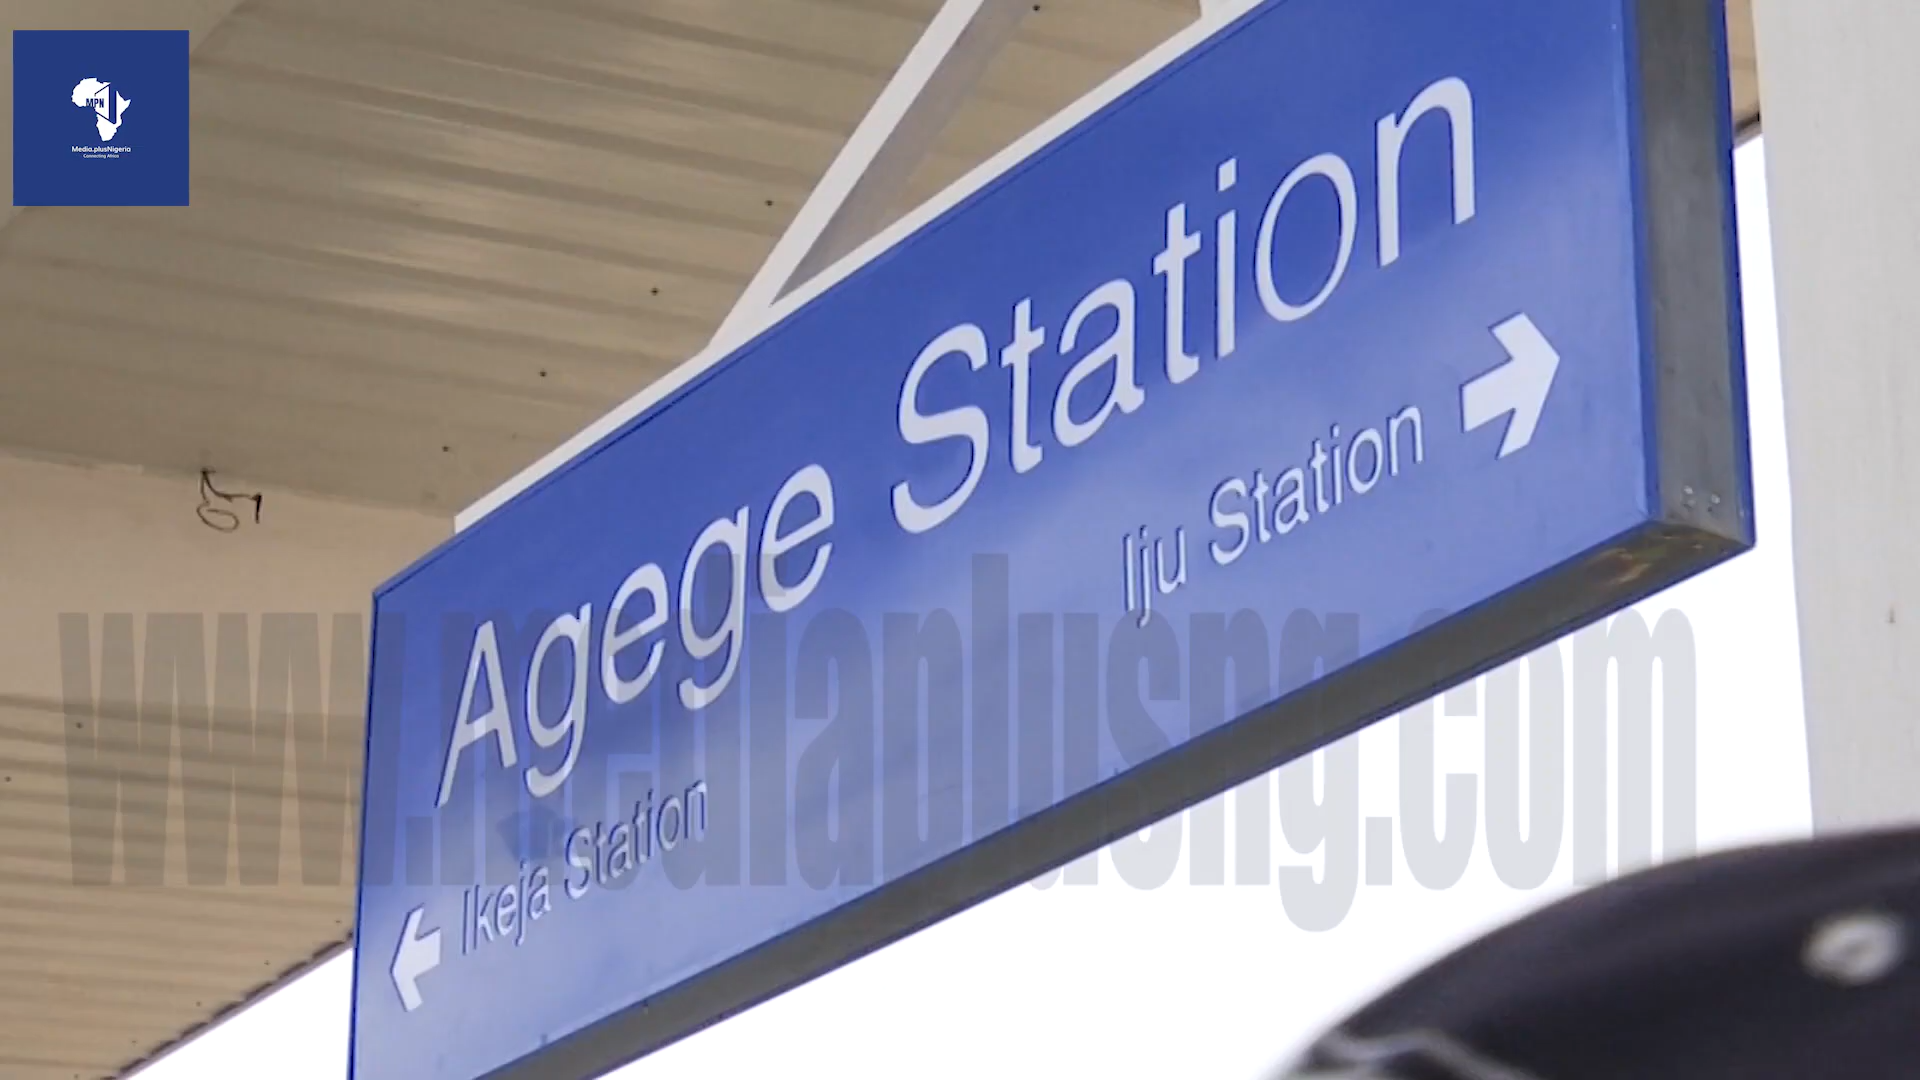 MPN
Media.plusNigeria
Connecting Africa
Agege Station
Iju Station
Ikeja Station
www.mediaplusng.com